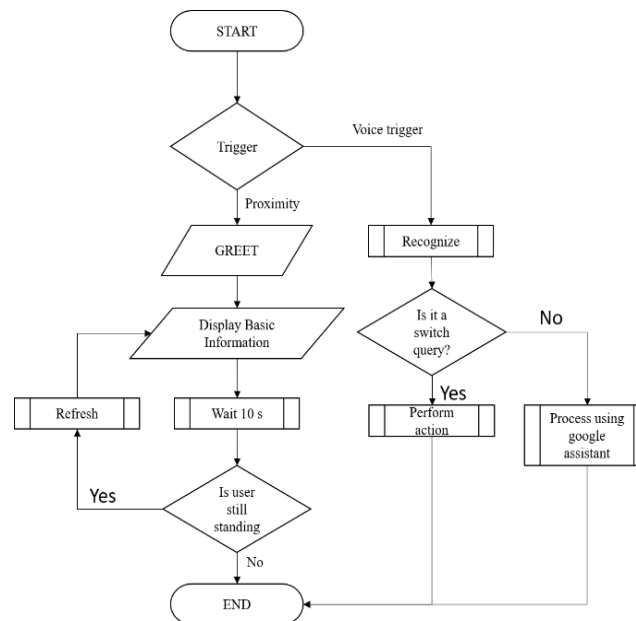 START
Voice trigger
Trigger
Proximity
GREET
Recognize
Display Basic
Information
Is it a
switch
query?
No
Yes
Refresh
Wait 10 s
Perform
action
Process using
google
assistant
Is user
still
standing
Yes
No
END